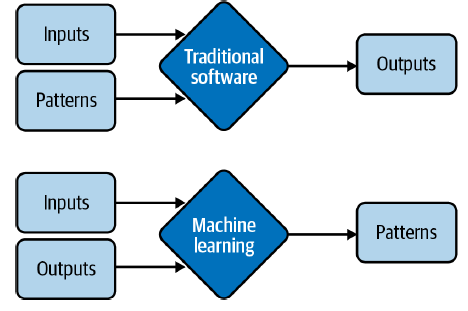 Inputs
Patterns
Traditional
software
Outputs
Inputs
Outputs
Machine
learning
Patterns